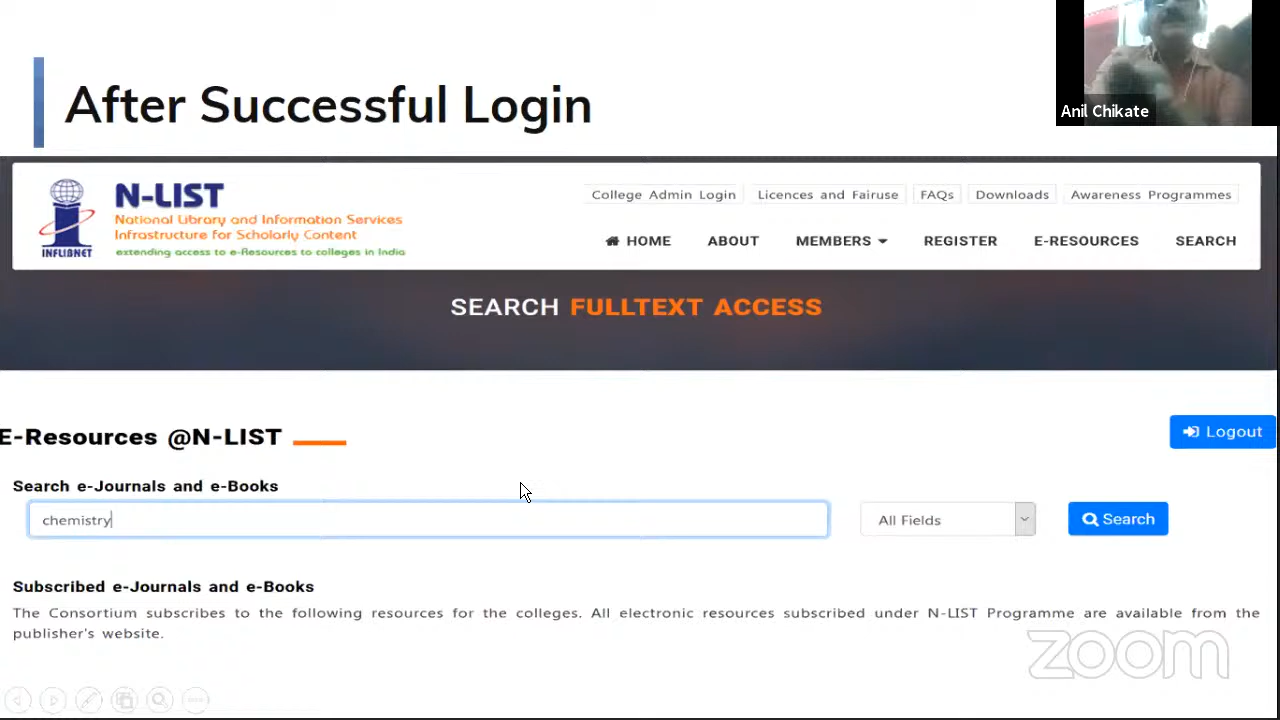 After Successful Login
Anil Chikate
N-LIST
National Library and Information Services
Infrastructure for Scholarly Content
extending access to e-Resources to colleges in India
INFLIBNET
College Admin Login
Licences and Fairuse
FAQs
Downloads
Awareness Programmes
HOME
ABOUT
MEMBERS
REGISTER
E-RESOURCES
SEARCH
SEARCH FULLTEXT ACCESS
E-Resources @N-LIST
Logout
Search e-Journals and e-Books
chemistry
All Fields
Search
Subscribed e-Journals and e-Books
The Consortium subscribes to the following resources for the colleges. All electronic resources subscribed under N-LIST Programme are available from the
publisher's website.
zoom